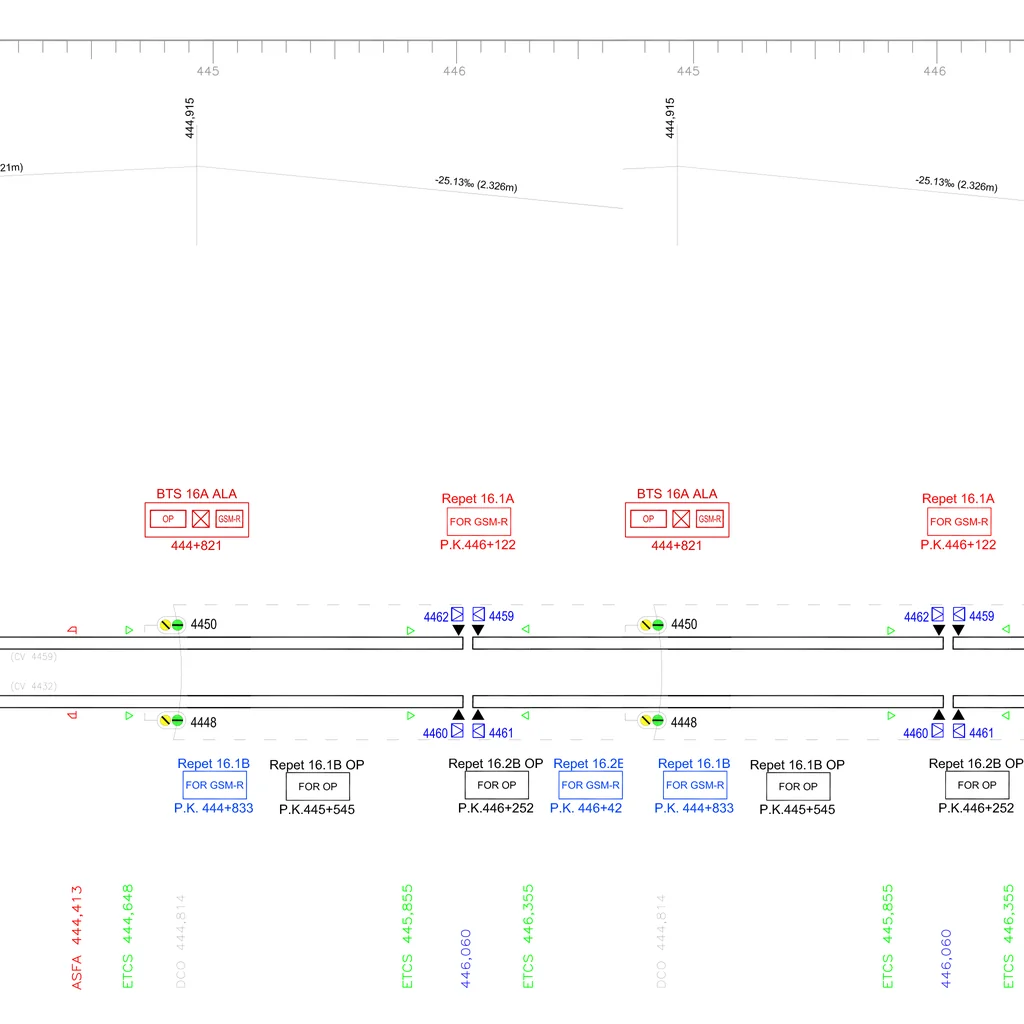 445
446
445
446
444,915
444,915
21m)
-25.13‰ (2.326m)
-25.13‰ (2.326m)
BTS 16A ALA
OP
GSM-R
444+821
Repet 16.1A
FOR GSM-R
P.K.446+122
BTS 16A ALA
OP
GSM-R
444+821
Repet 16.1A
FOR GSM-R
P.K.446+122
4450
4462
4459
4450
4462
4459
(CV 4459)
(CV 4432)
4448
4460
4461
4448
4460
4461
Repet 16.1B
FOR GSM-R
P.K. 444+833
Repet 16.1B OP
FOR OP
P.K.445+545
Repet 16.2B OP
FOR OP
P.K.446+252
Repet 16.2E
FOR GSM-R
P.K. 446+42
Repet 16.1B
FOR GSM-R
P.K. 444+833
Repet 16.1B OP
FOR OP
P.K.445+545
Repet 16.2B OP
FOR OP
P.K.446+252
ASFA 444,413
ETCS 444,648
DCO 444,814
ETCS 445,855
446,060
ETCS 446,355
DCO 444,814
ETCS 445,855
446,060
ETCS 446,355